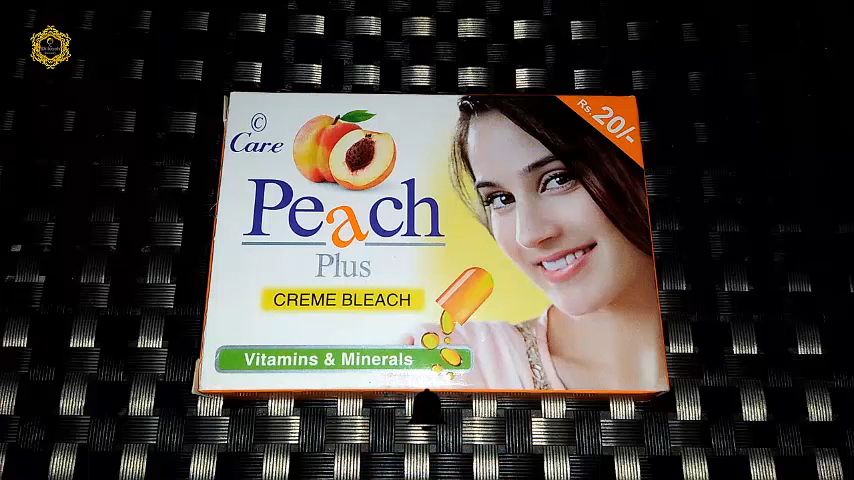 ©
Care
Peach
Plus
CREME BLEACH
Vitamins & Minerals
Rs. 20/-